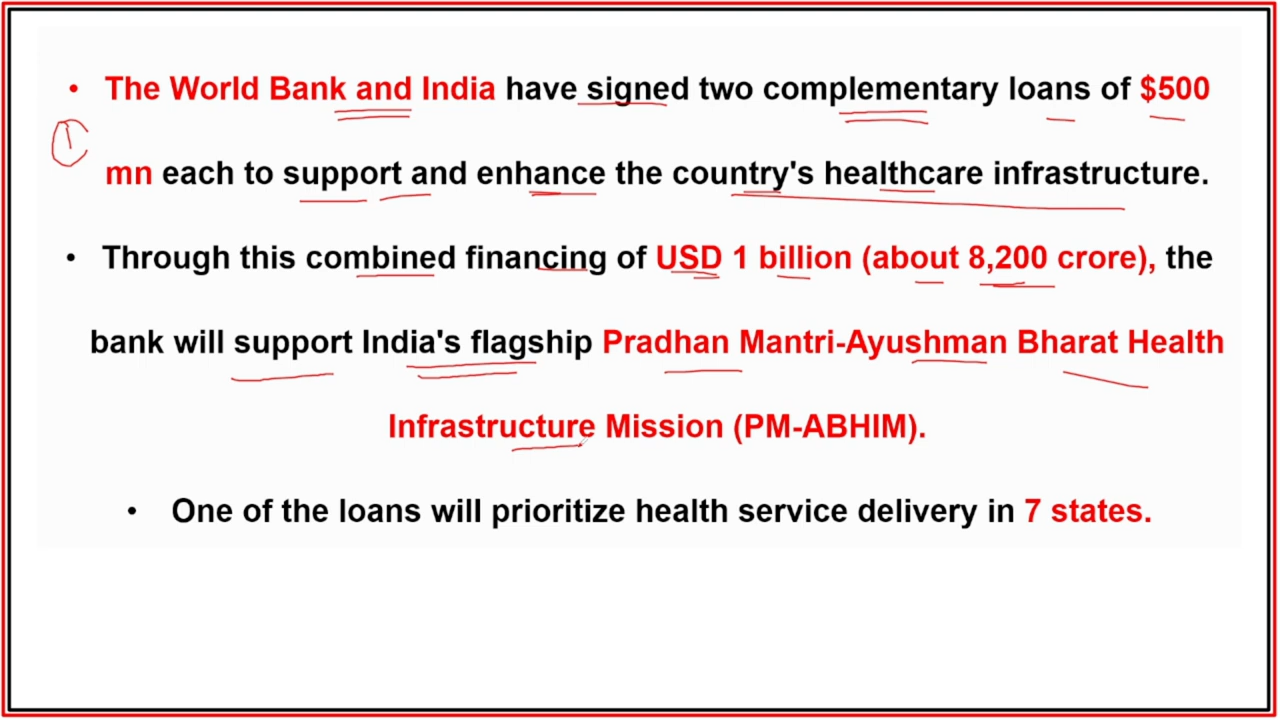 • The World Bank and India have signed two complementary loans of $500
①
mn each to support and enhance the country's healthcare infrastructure.
• Through this combined financing of USD 1 billion (about 8,200 crore), the
bank will support India's flagship Pradhan Mantri-Ayushman Bharat Health
Infrastructure Mission (PM-ABHIM).
• One of the loans will prioritize health service delivery in 7 states.